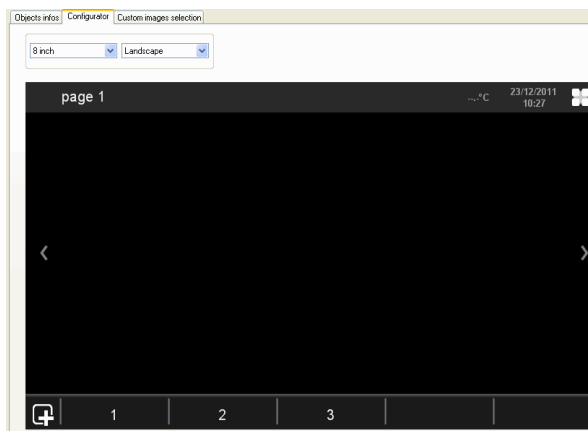 Objects infos Configurator Custom images selection
8 inch Landscape
page 1 --.-°C 23/12/2011
10:27
1 2 3